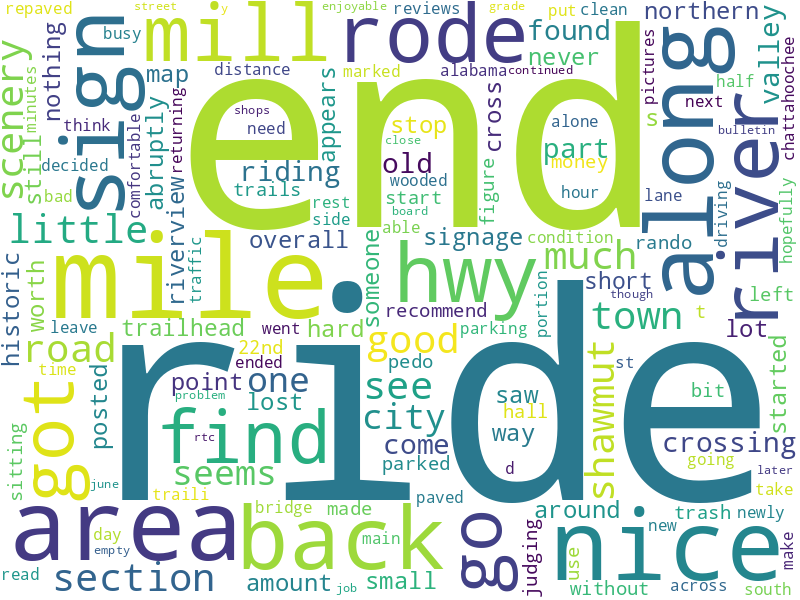 repaved
mill
rode
street
y
enjoyable
grade
put
clean
northern
reviews
busy
sign
found
nothing
scenery
minutes
map
distance
marked
alabama
continued
never
pictures
half
valley
chattahoochee
end
think
shops
need
appears
stop
close
cross
along
next
s
river
bulletin
still
decided
comfortable
abruptly
returning
riding
old
part
alone
money
bad
trails
rest
side
wooded
start
board
able
figure
hour
lane
driving
hopefully
little
riverview
overall
signage
condition
rando
mile
traffic
someone
hwy
much
short
left
historic
worth
recommend
portion
though
town
t
lot
leave
trailhead
went
hard
good
parking
road
22nd
ended
st
started
time
point
one
see
pedo
saw
shawmut
bit
posted
problem
lost
city
hall
way
ride
got
find
rtc
come
crossing
sitting
seems
parked
d
going
later
june
traili
paved
take
area
day
bridge
made
back
main
go
judging
around
trash
newly
nice
new
make
empty
read
section
amount
job
small
use
without
across
south